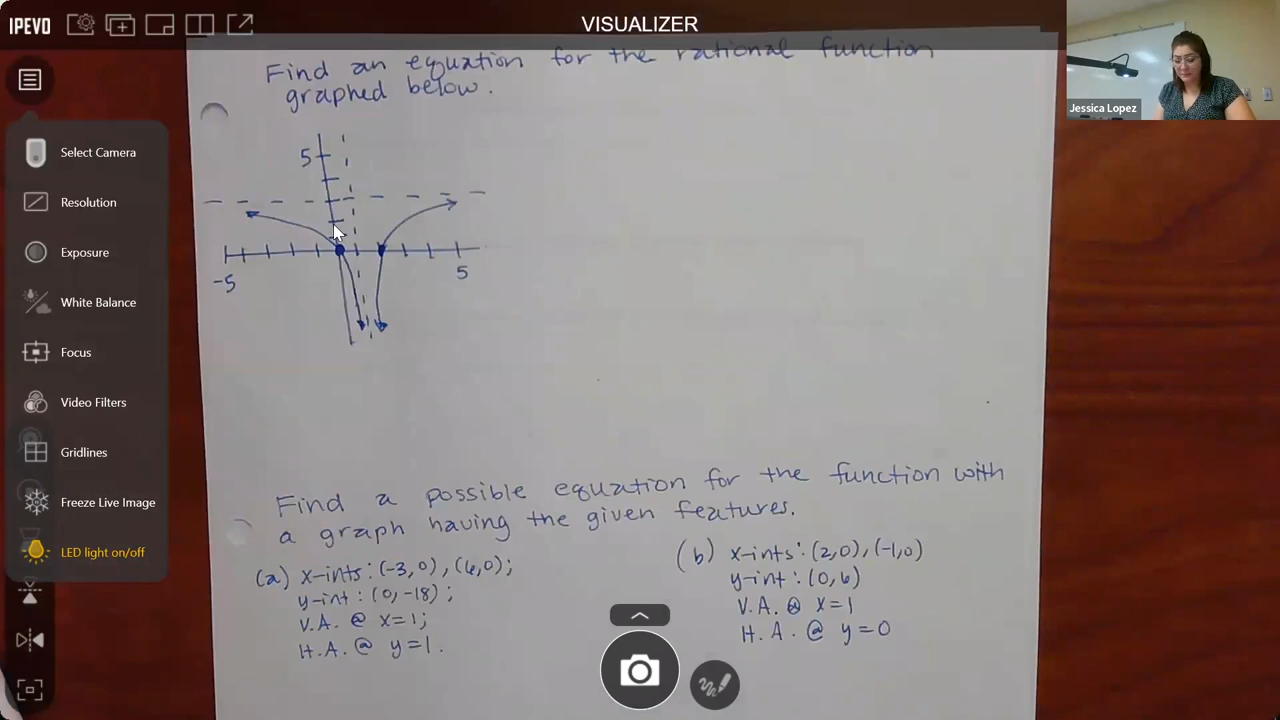 IPEVO
VISUALIZER
Jessica Lopez
Select Camera
Resolution
Exposure
White Balance
Focus
Video Filters
Gridlines
Freeze Live Image
LED light on/off
Find an equation for the rational function
graphed below.
5
-5
5
Find a possible equation for the function with
a graph having the given features.
(a) x-ints: (-3,0), (6,0);
y-int: (0,-18);
V.A. @ x=1;
H.A. @ y=1.
(b) x-ints: (2,0), (-1,0)
y-int: (0,6)
V.A. @ x=1
H.A. @ y=0